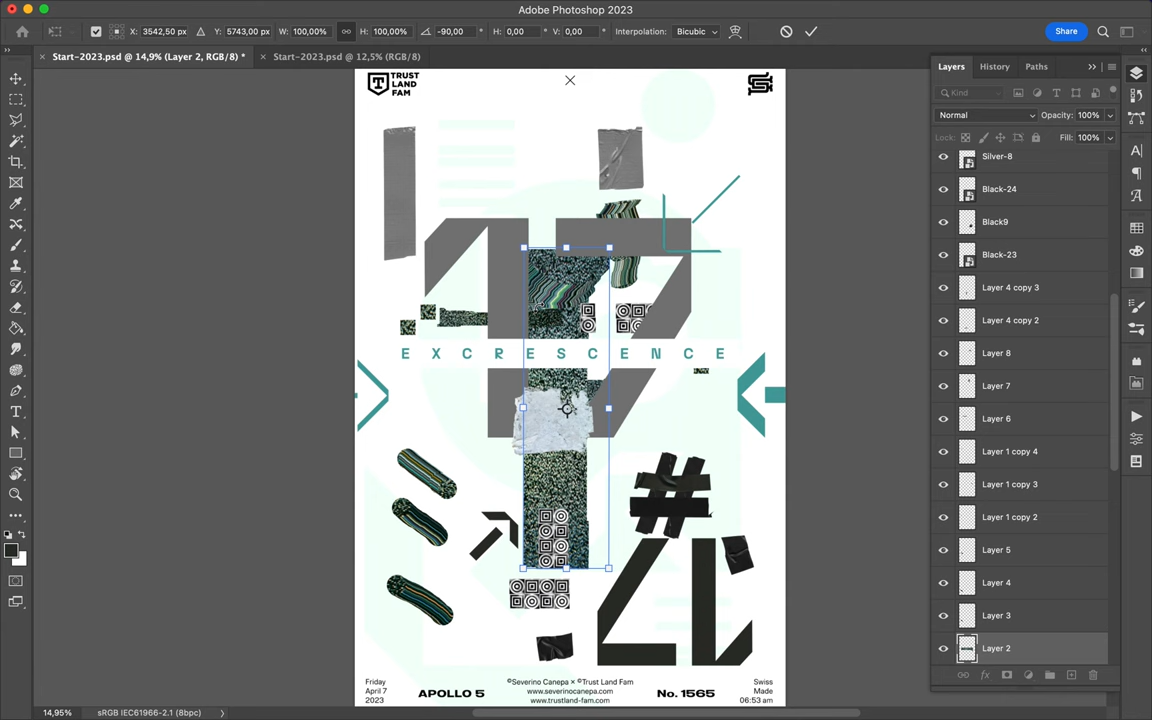 Adobe Photoshop 2023
X: 3542,50 px
Y: 5743,00 px
W: 100,00%
H: 100,00%
-90,00 °
H: 0,00 °
V: 0,00 °
Interpolation: Bicubic
Share
Start-2023.psd @ 14,9% (Layer 2, RGB/8) *
Start-2023.psd @ 12,5% (RGB/8)
Layers
History
Paths
Kind
Normal
Opacity: 100%
Lock:
Fill: 100%
Silver-8
Black-24
Black9
Black-23
Layer 4 copy 3
Layer 4 copy 2
Layer 8
Layer 7
Layer 6
Layer 1 copy 4
Layer 1 copy 3
Layer 1 copy 2
Layer 5
Layer 4
Layer 3
Layer 2
TRUST
LAND
FAM
EXCRESCENCE
#
Friday
April 7
2023
APOLLO 5
©Severino Canepa × ©Trust Land Fam
www.severinocanepa.com
www.trustland-fam.com
No. 1565
Swiss
Made
06:53 am
14,95%
sRGB IEC61966-2.1 (8bpc)